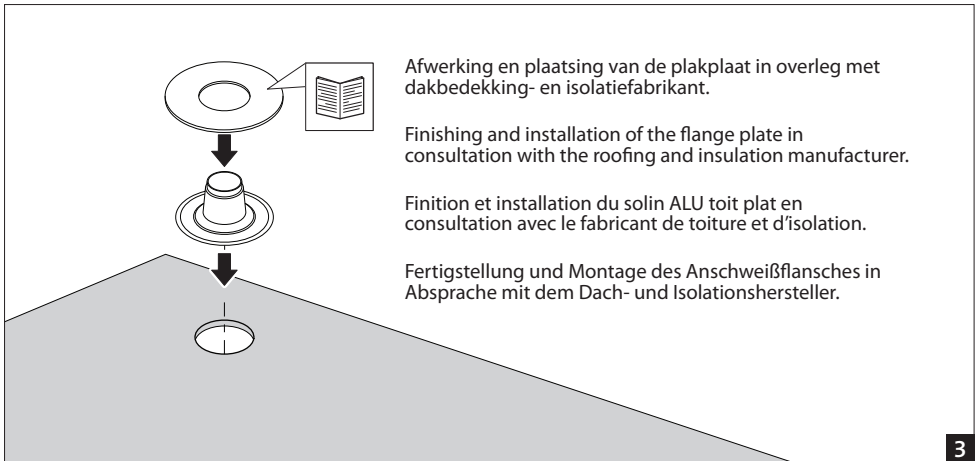 Afwerking en plaatsing van de plakplaat in overleg met
dakbedekking- en isolatiefabrikant.
Finishing and installation of the flange plate in
consultation with the roofing and insulation manufacturer.
Finition et installation du solin ALU toit plat en
consultation avec le fabricant de toiture et d’isolation.
Fertigstellung und Montage des Anschweißflansches in
Absprache mit dem Dach- und Isolationshersteller.
3